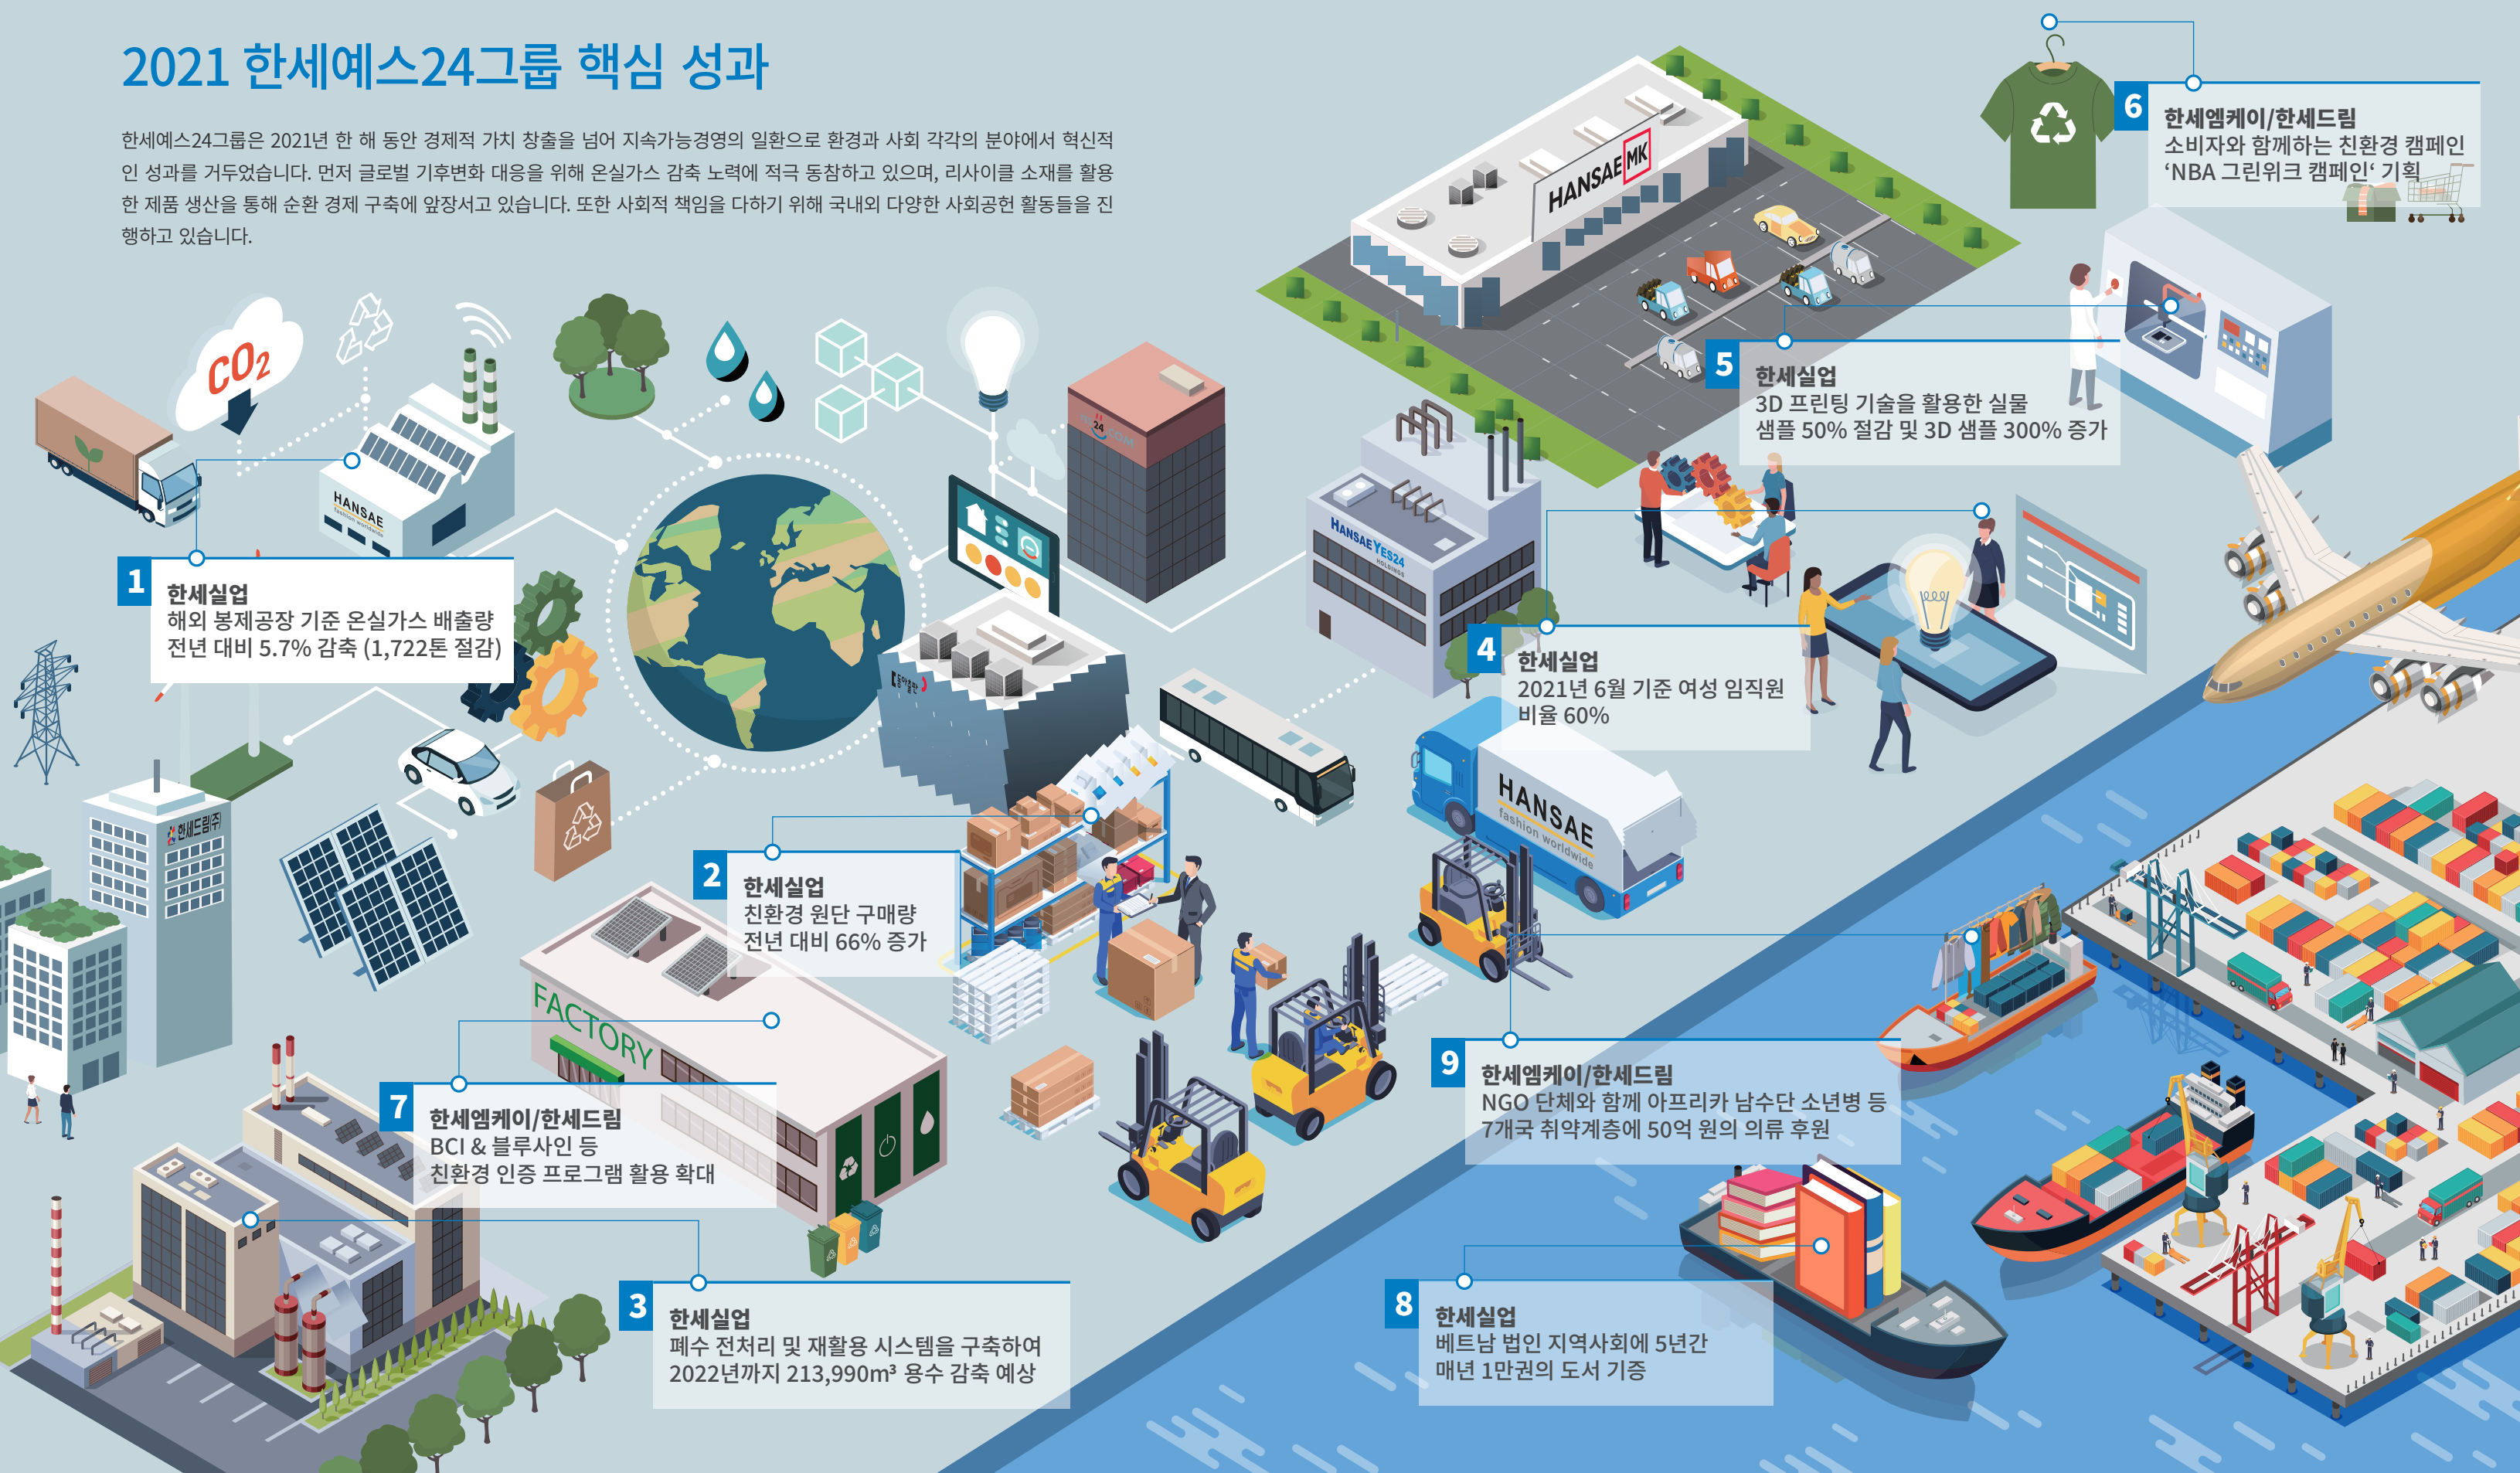 2021 한세예스24그룹 핵심 성과
한세예스24그룹은 2021년 한 해 동안 경제적 가치 창출을 넘어 지속가능경영의 일환으로 환경과 사회 각각의 분야에서 혁신적
인 성과를 거두었습니다. 먼저 글로벌 기후변화 대응을 위해 온실가스 감축 노력에 적극 동참하고 있으며, 리사이클 소재를 활용
한 제품 생산을 통해 순환 경제 구축에 앞장서고 있습니다. 또한 사회적 책임을 다하기 위해 국내외 다양한 사회공헌 활동들을 진
행하고 있습니다.
CO2
HANSAE
fashion worldwide
1
한세실업
해외 봉제공장 기준 온실가스 배출량
전년 대비 5.7% 감축 (1,722톤 절감)
24.COM
동아출판
한세드림(주)
2
한세실업
친환경 원단 구매량
전년 대비 66% 증가
FACTORY
7
한세엠케이/한세드림
BCI & 블루사인 등
친환경 인증 프로그램 활용 확대
3
한세실업
폐수 전처리 및 재활용 시스템을 구축하여
2022년까지 213,990m³ 용수 감축 예상
HANSAE MK
6
한세엠케이/한세드림
소비자와 함께하는 친환경 캠페인
‘NBA 그린위크 캠페인‘ 기획
5
한세실업
3D 프린팅 기술을 활용한 실물
샘플 50% 절감 및 3D 샘플 300% 증가
HANSAE YES24
HOLDINGS
4
한세실업
2021년 6월 기준 여성 임직원
비율 60%
HANSAE
fashion worldwide
9
한세엠케이/한세드림
NGO 단체와 함께 아프리카 남수단 소년병 등
7개국 취약계층에 50억 원의 의류 후원
8
한세실업
베트남 법인 지역사회에 5년간
매년 1만권의 도서 기증